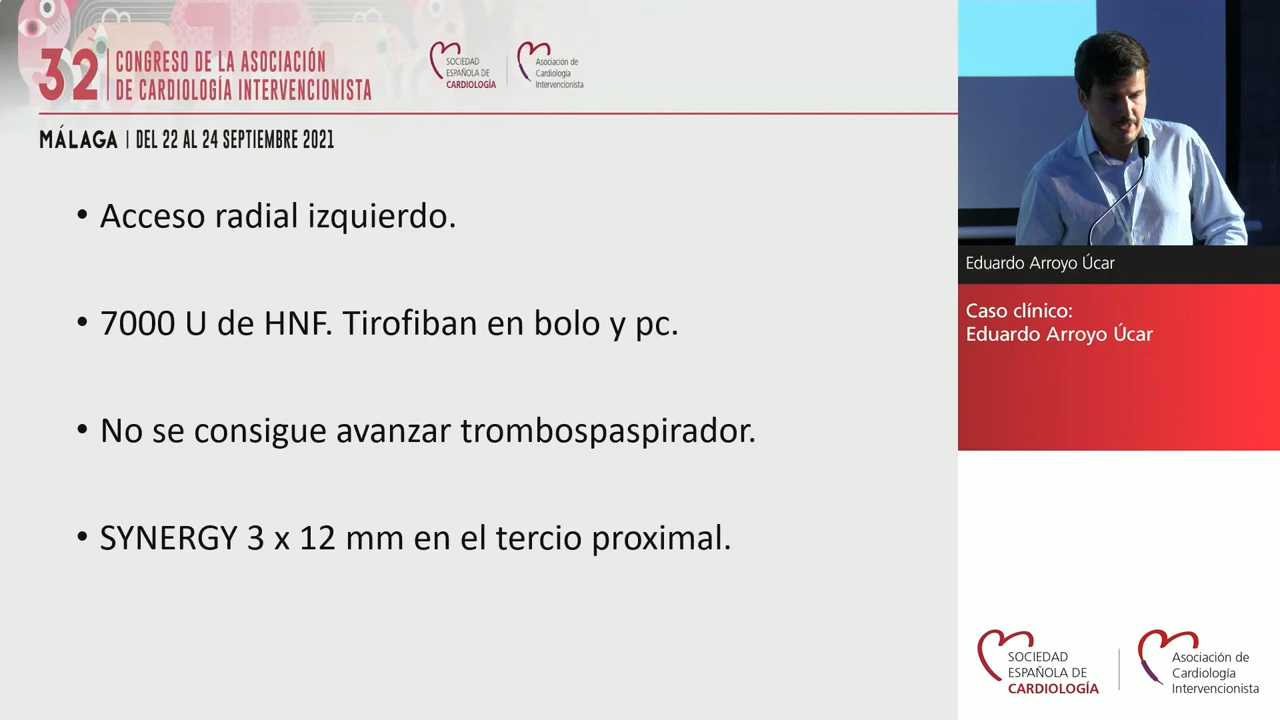 32 CONGRESO DE LA ASOCIACIÓN
DE CARDIOLOGÍA INTERVENCIONISTA
SOCIEDAD
ESPAÑOLA DE
CARDIOLOGÍA
Asociación de
Cardiología
Intervencionista
MÁLAGA | DEL 22 AL 24 SEPTIEMBRE 2021
• Acceso radial izquierdo.
• 7000 U de HNF. Tirofiban en bolo y pc.
• No se consigue avanzar trombospaspirador.
• SYNERGY 3 x 12 mm en el tercio proximal.
Eduardo Arroyo Úcar
Caso clínico:
Eduardo Arroyo Úcar
SOCIEDAD
ESPAÑOLA DE
CARDIOLOGÍA
Asociación de
Cardiología
Intervencionista